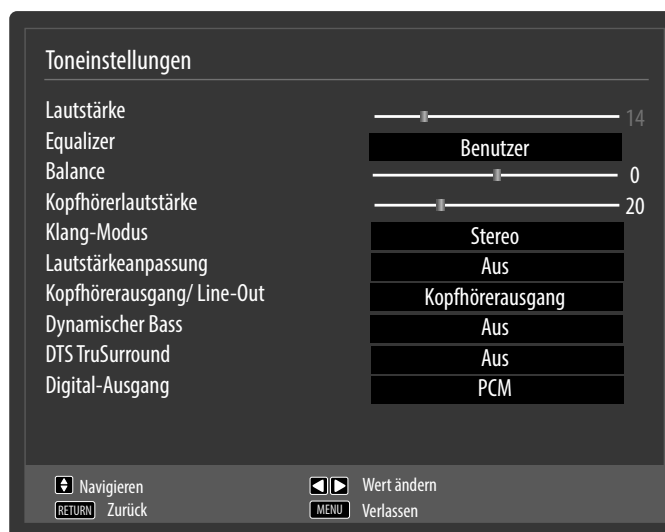 Toneinstellungen
Lautstärke 14
Equalizer Benutzer
Balance 0
Kopfhörerlautstärke 20
Klang-Modus Stereo
Lautstärkeanpassung Aus
Kopfhörerausgang/ Line-Out Kopfhörerausgang
Dynamischer Bass Aus
DTS TruSurround Aus
Digital-Ausgang PCM
Navigieren Wert ändern
RETURN Zurück MENU Verlassen